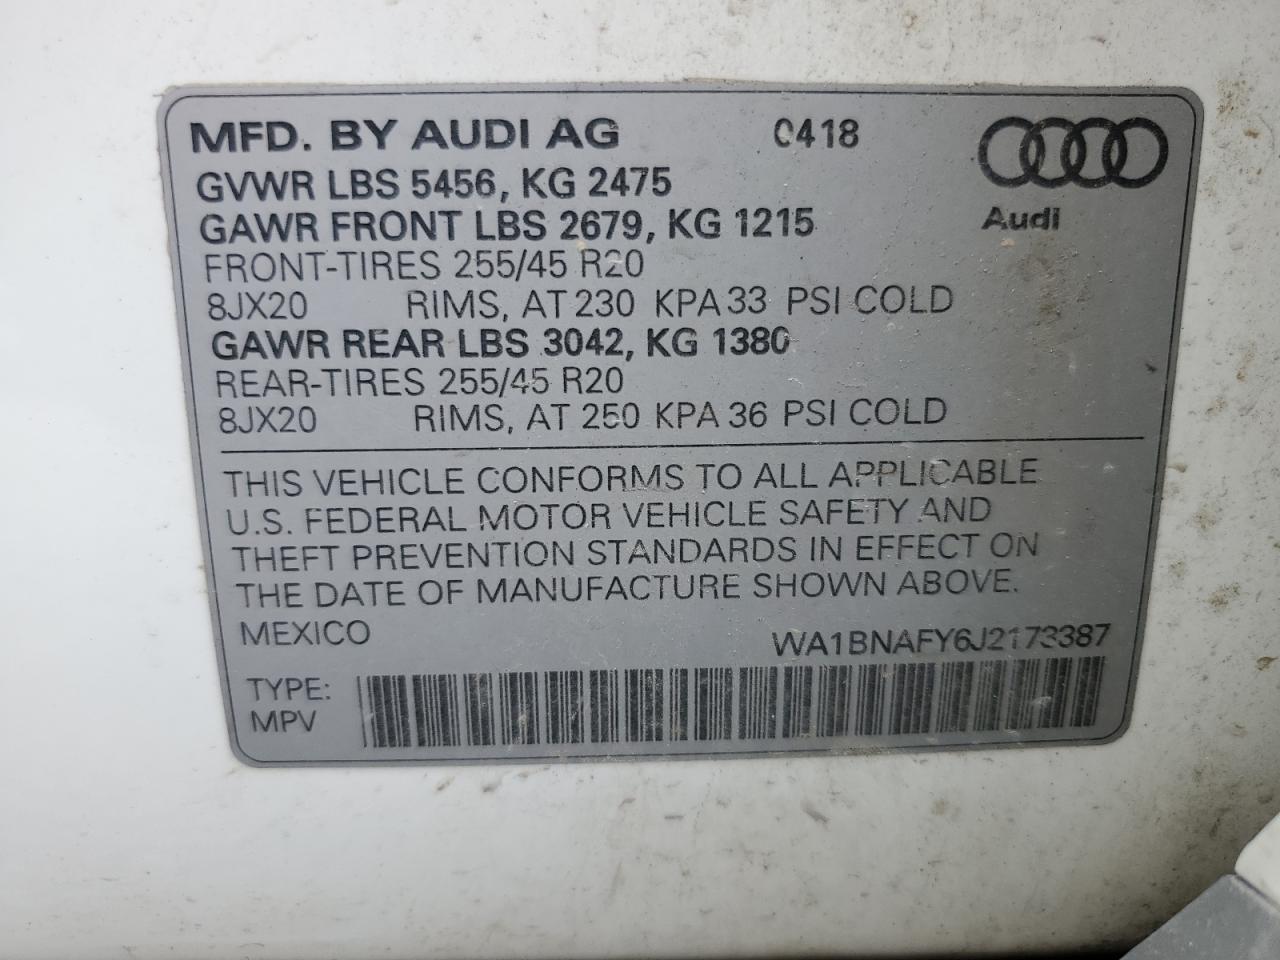 MFD. BY AUDI AG 0418
GVWR LBS 5456, KG 2475
GAWR FRONT LBS 2679, KG 1215
Audi
FRONT-TIRES 255/45 R20
8JX20 RIMS, AT 230 KPA 33 PSI COLD
GAWR REAR LBS 3042, KG 1380
REAR-TIRES 255/45 R20
8JX20 RIMS, AT 250 KPA 36 PSI COLD
THIS VEHICLE CONFORMS TO ALL APPLICABLE
U.S. FEDERAL MOTOR VEHICLE SAFETY AND
THEFT PREVENTION STANDARDS IN EFFECT ON
THE DATE OF MANUFACTURE SHOWN ABOVE.
MEXICO WA1BNAFY6J2173387
TYPE:
MPV